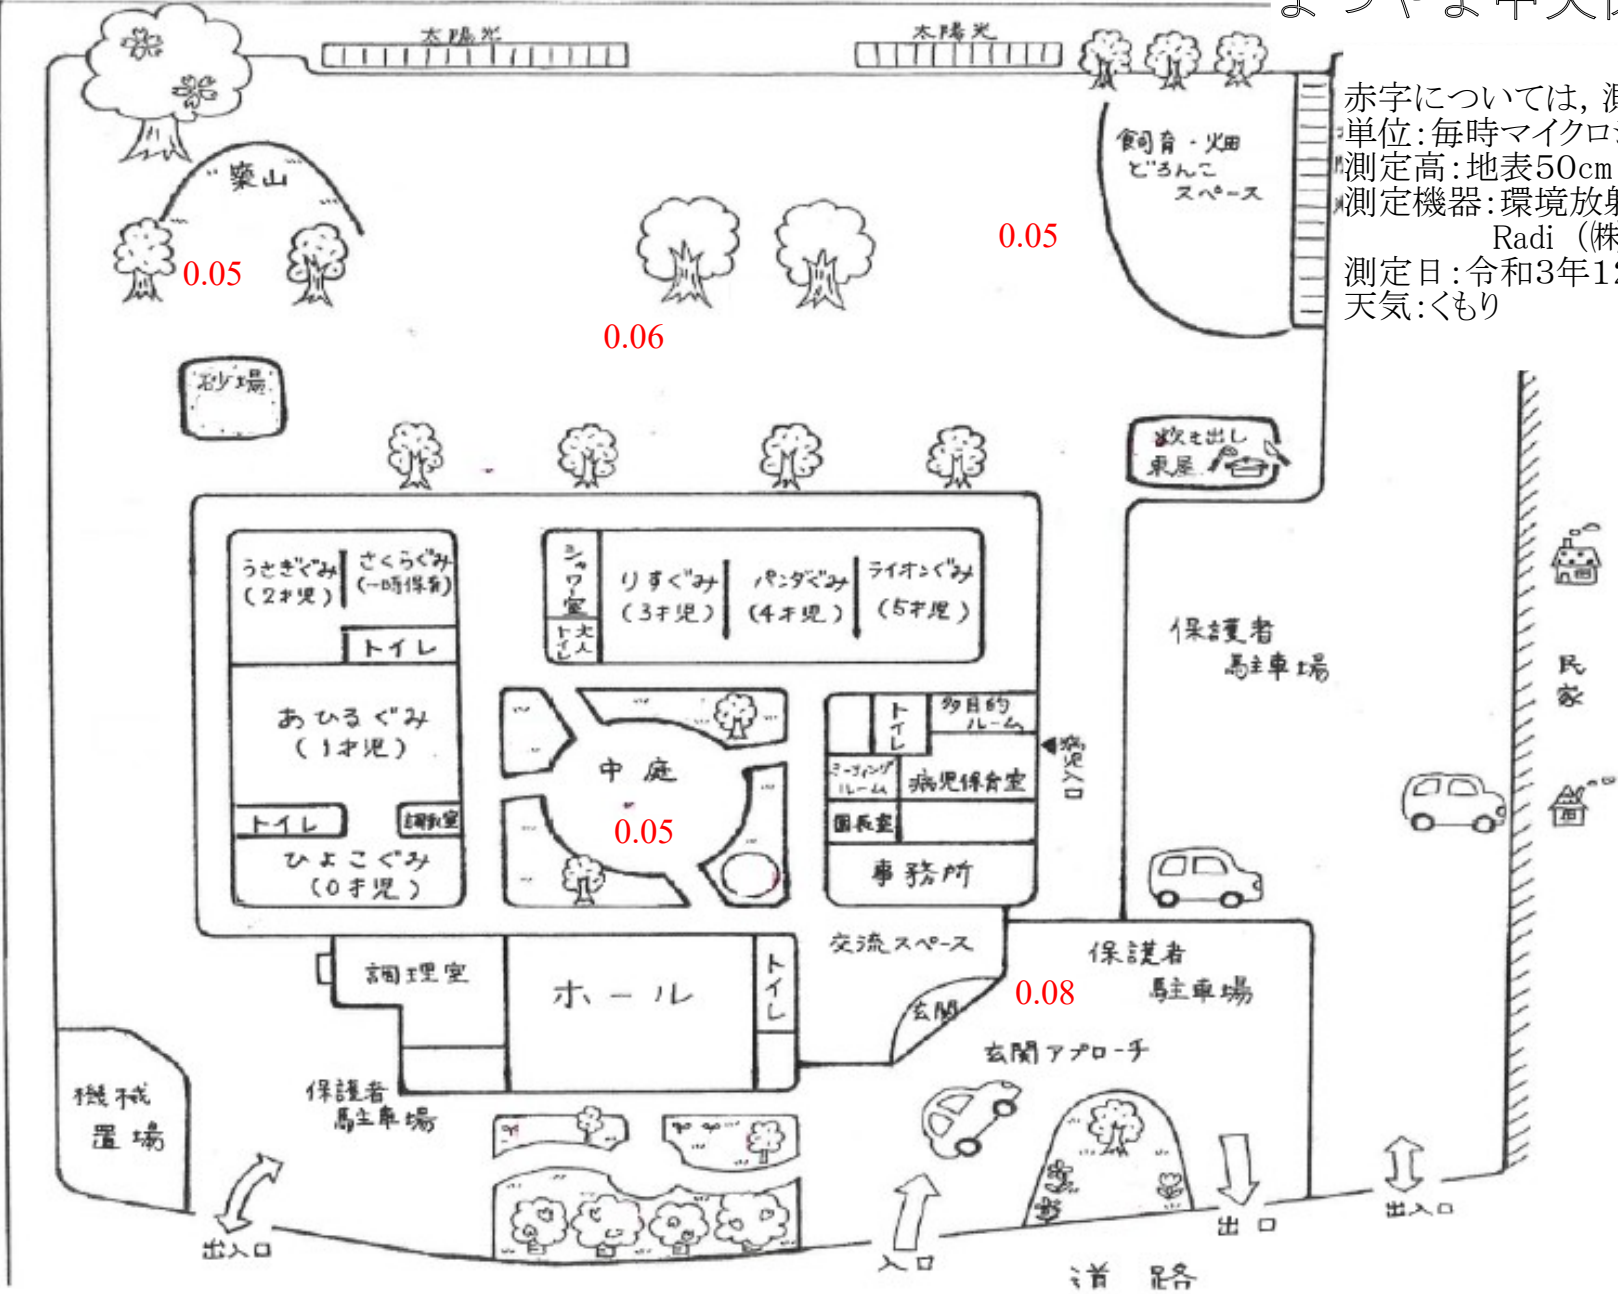 まつやま中央保
太陽光
太陽光
赤字については，測
単位：毎時マイクロシ
測定高：地表50cm
測定機器：環境放射
Radi （㈱
測定日：令和3年12
天気：くもり
築山
飼育・畑
どろんこ
スペース
0.05
0.05
0.06
砂場
炊き出し
東屋
うさぎぐみ
（2才児）
さくらぐみ
（一時保育）
トイレ
シャワー室
大人
トイレ
りすぐみ
（3才児）
パンダぐみ
（4才児）
ライオンぐみ
（5才児）
保護者
駐車場
民家
あひるぐみ
（1才児）
中庭
0.05
トイレ
多目的
ルーム
ミーティング
ルーム
病児保育室
病児入口
園長室
事務所
トイレ
調乳室
ひよこぐみ
（0才児）
調理室
ホール
トイレ
交流スペース
玄関
0.08
保護者
駐車場
玄関アプローチ
機械
置場
保護者
駐車場
出入口
入口
出口
出入口
道路